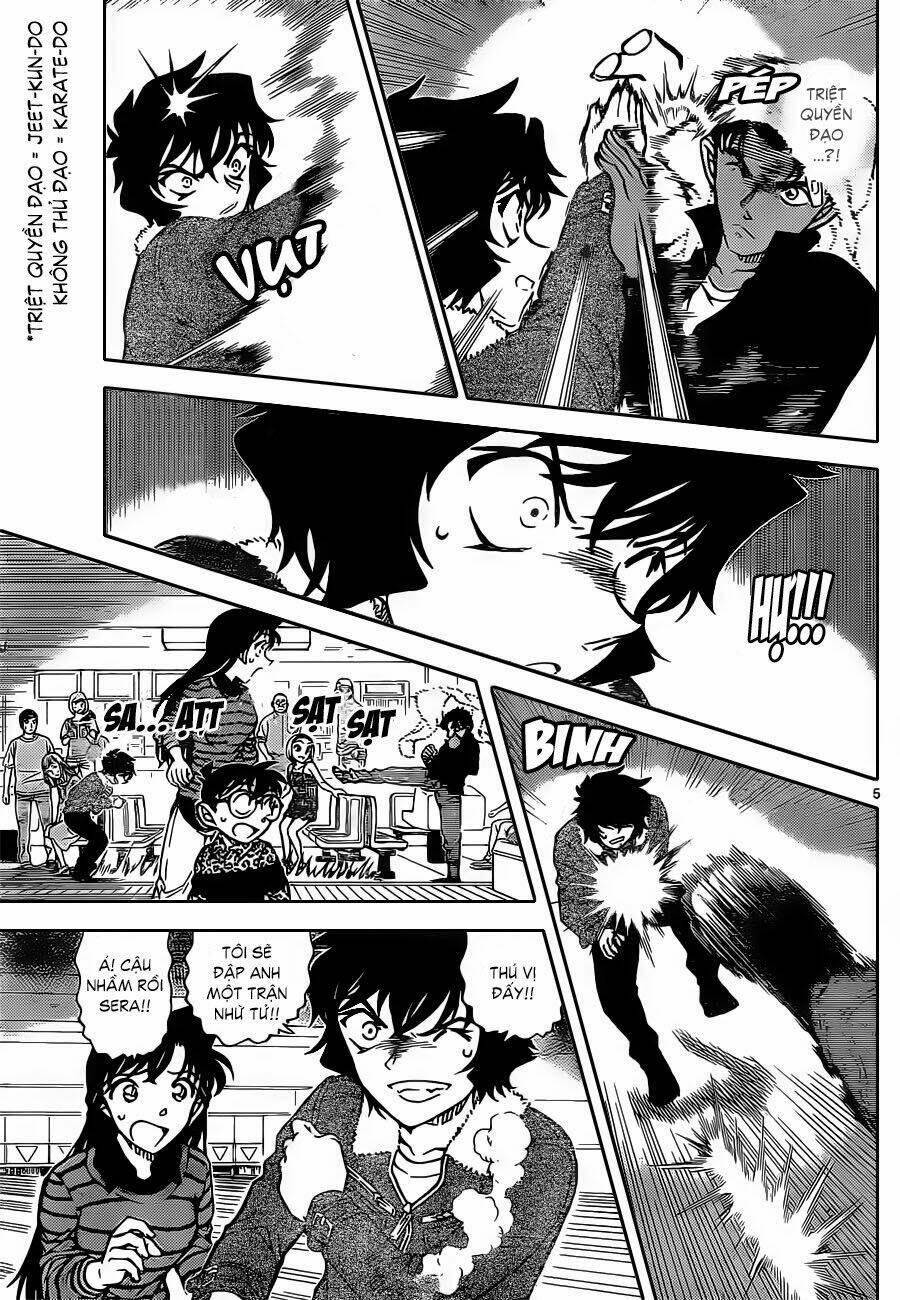 PÉP
TRIỆT
QUYỀN
ĐẠO
...?!
VỤT
*TRIỆT QUYỀN ĐẠO = JEET-KUN-DO
KHÔNG THỦ ĐẠO = KARATE-DO
HỰ!!!...
BINH
5
SA... ẠTT
SẠT
SẠT
THÚ VỊ
ĐẤY!!
TÔI SẼ
ĐẬP ANH
MỘT TRẬN
NHỪ TỬ!!
Á! CẬU
NHẦM RỒI
SERA!!